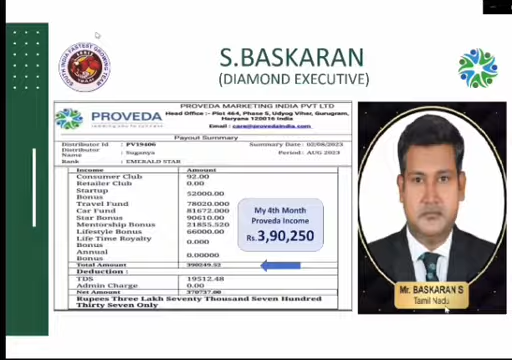 S.BASKARAN
(DIAMOND EXECUTIVE)
PROVEDA
PROVEDA MARKETING INDIA PVT LTD
Head Office :- Plot 464, Phase 5, Udyog Vihar, Gurugram,
Haryana 122016 India
Email : care@provedaindia.com
Payout Summary
Distributor Id : PV19406 Summary Date : 02/08/2023
Distributor Name : Suganya Period : AUG 2023
Rank : EMERALD STAR
Income Amount
Consumer Club 92.00
Retailer Club 0.00
Startup Bonus 52000.00
Travel Fund 78020.000
Car Fund 81672.000
Star Bonus 90610.00
Mentorship Bonus 21855.520
Lifestyle Bonus 66000.00
Life Time Royalty Bonus 0.000
Annual Bonus 0.00000
Total Amount 390249.52
Deduction :
TDS 19512.48
Admin Charge 0.00
Net Amount 370737.00
Rupees Three Lakh Seventy Thousand Seven Hundred
Thirty Seven Only
My 4th Month
Proveda Income
Rs. 3,90,250
Mr. BASKARAN S
Tamil Nadu